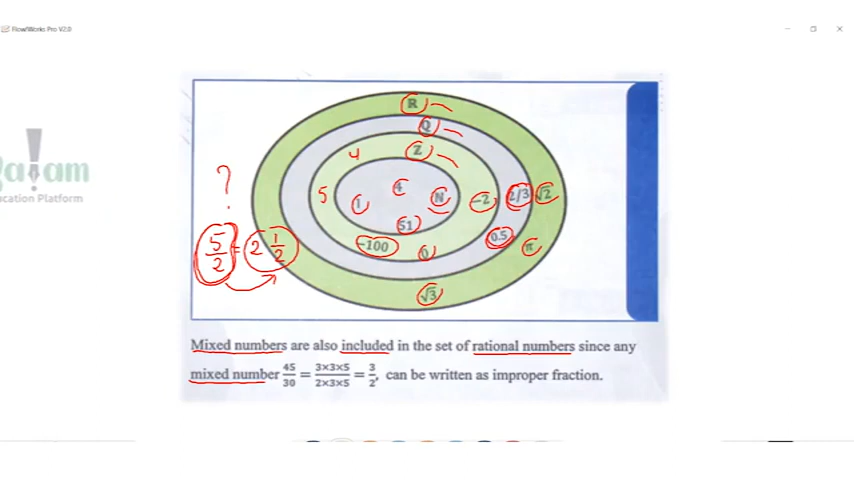 FlowWorks Pro V2.0
R
Q
4 Z
4
? 5 1 N -2 2/3 √2
51
5/2 = 2 1/2 -100 0 0.5 π
√3
ucation Platform
Mixed numbers are also included in the set of rational numbers since any
mixed number 45/30 = 3×3×5/2×3×5 = 3/2, can be written as improper fraction.